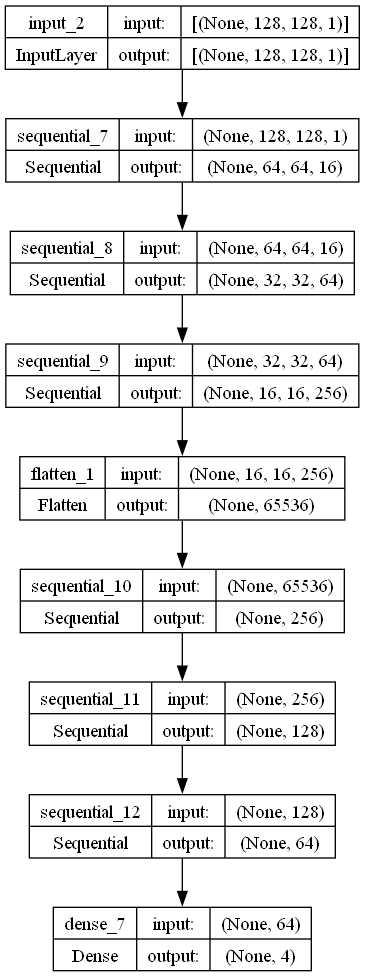 input_2 input: [(None, 128, 128, 1)]
InputLayer output: [(None, 128, 128, 1)]
sequential_7 input: (None, 128, 128, 1)
Sequential output: (None, 64, 64, 16)
sequential_8 input: (None, 64, 64, 16)
Sequential output: (None, 32, 32, 64)
sequential_9 input: (None, 32, 32, 64)
Sequential output: (None, 16, 16, 256)
flatten_1 input: (None, 16, 16, 256)
Flatten output: (None, 65536)
sequential_10 input: (None, 65536)
Sequential output: (None, 256)
sequential_11 input: (None, 256)
Sequential output: (None, 128)
sequential_12 input: (None, 128)
Sequential output: (None, 64)
dense_7 input: (None, 64)
Dense output: (None, 4)